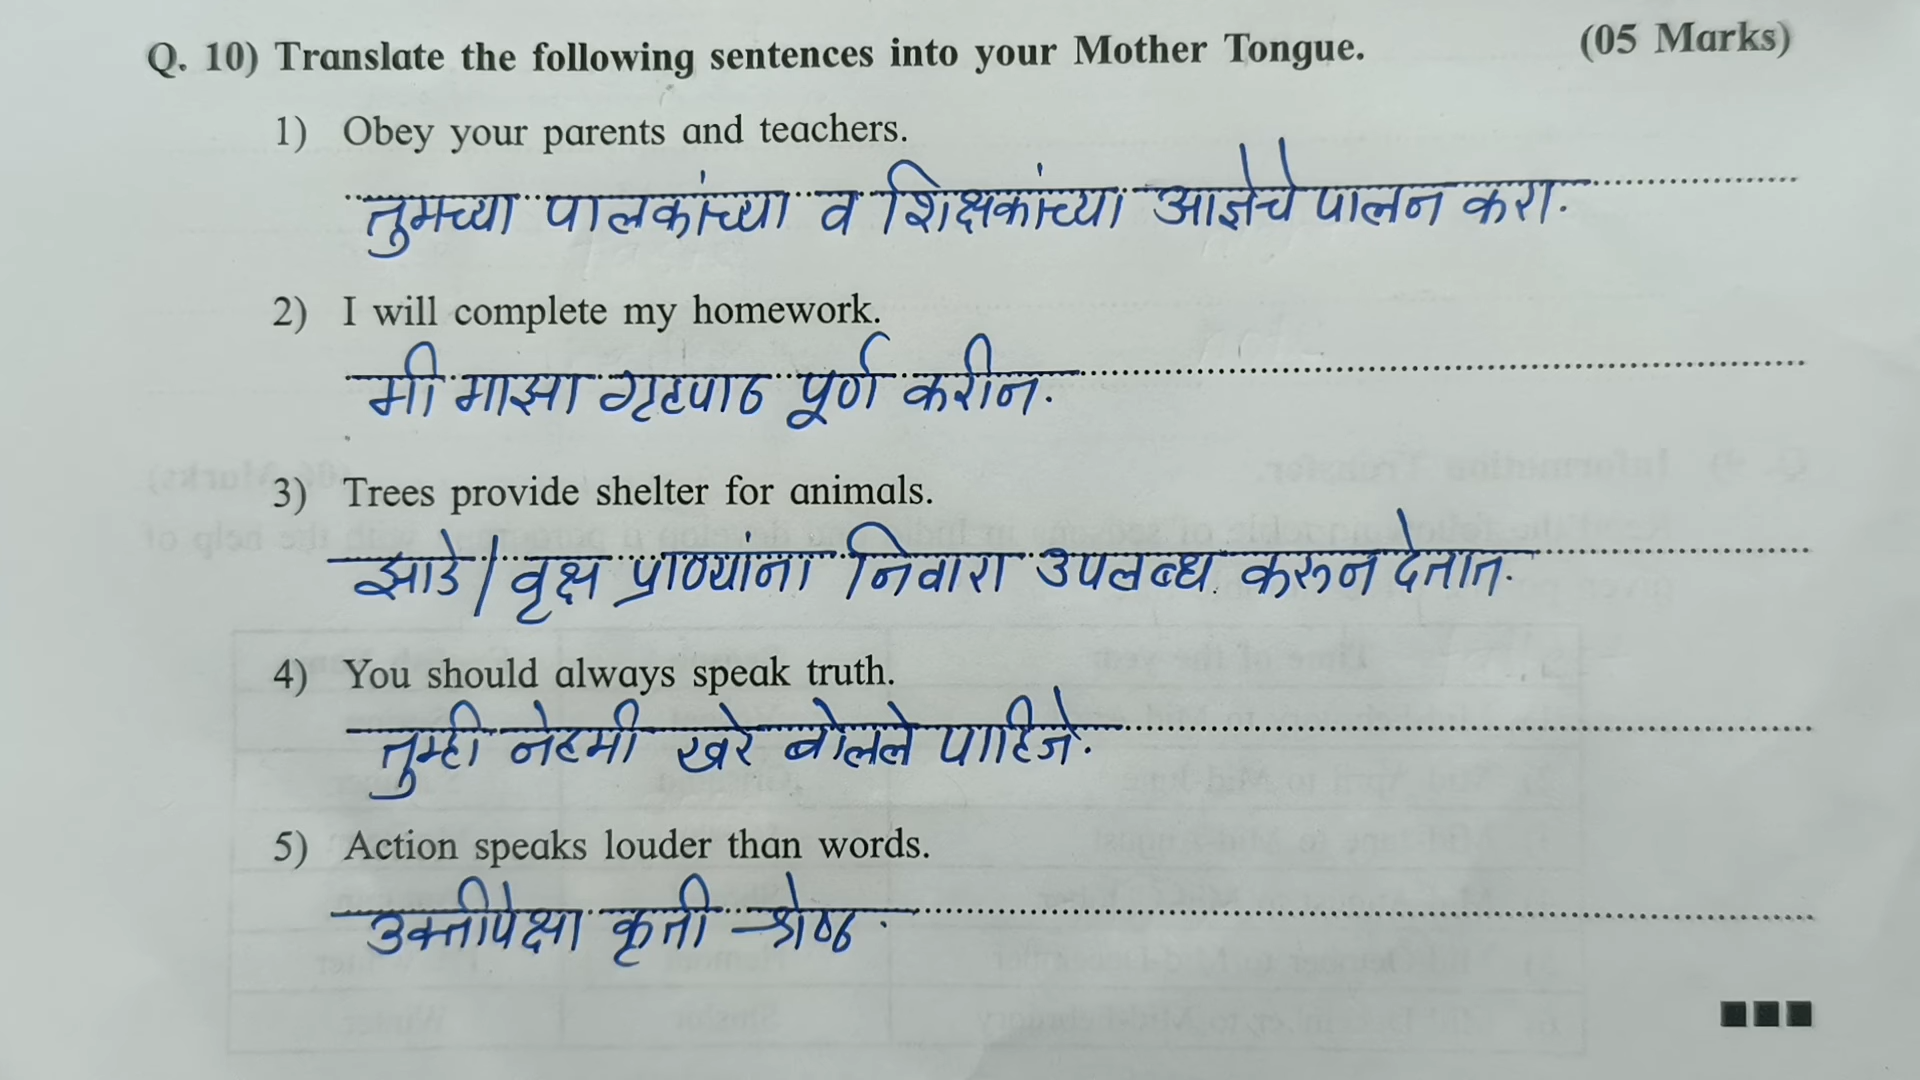 Q. 10) Translate the following sentences into your Mother Tongue. (05 Marks)
1) Obey your parents and teachers.
तुमच्या पालकांच्या व शिक्षकांच्या आज्ञेचे पालन करा.
2) I will complete my homework.
मी माझा गृहपाठ पूर्ण करीन.
3) Trees provide shelter for animals.
झाडे / वृक्ष प्राण्यांना निवारा उपलब्ध करून देतात.
4) You should always speak truth.
तुम्ही नेहमी खरे बोलले पाहिजे.
5) Action speaks louder than words.
उक्तीपेक्षा कृती श्रेष्ठ.